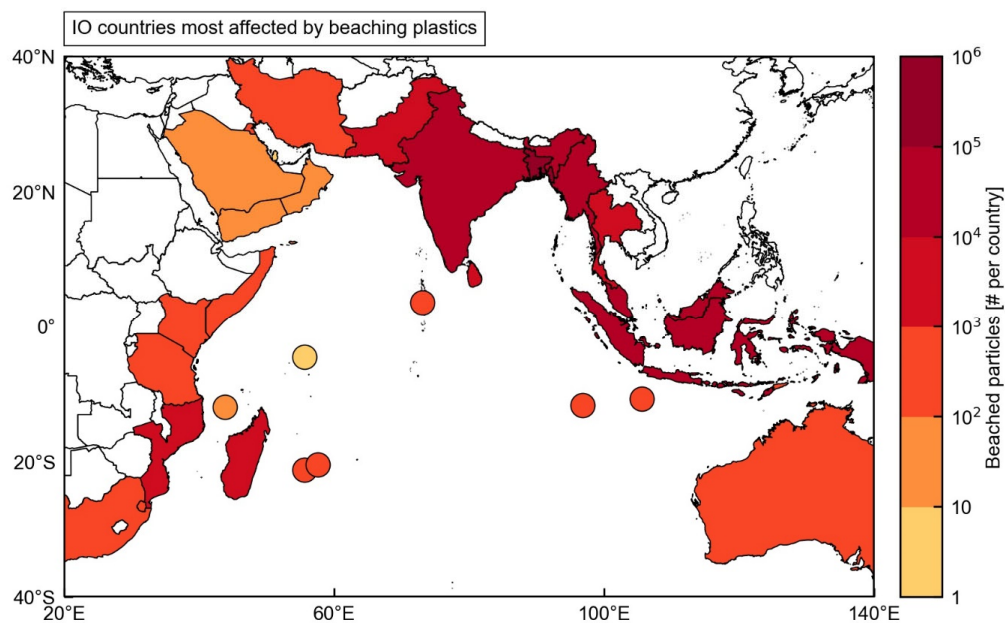 IO countries most affected by beaching plastics
40°N
20°N
0°
20°S
40°S
20°E
60°E
100°E
140°E
10⁶
10⁵
10⁴
10³
10²
10
1
Beached particles [# per country]